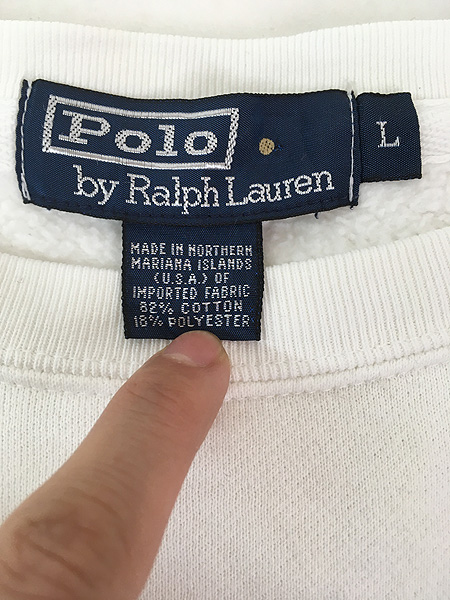 Polo
by Ralph Lauren
L
MADE IN NORTHERN
MARIANA ISLANDS
(U.S.A.) OF
IMPORTED FABRIC
82% COTTON
18% POLYESTER